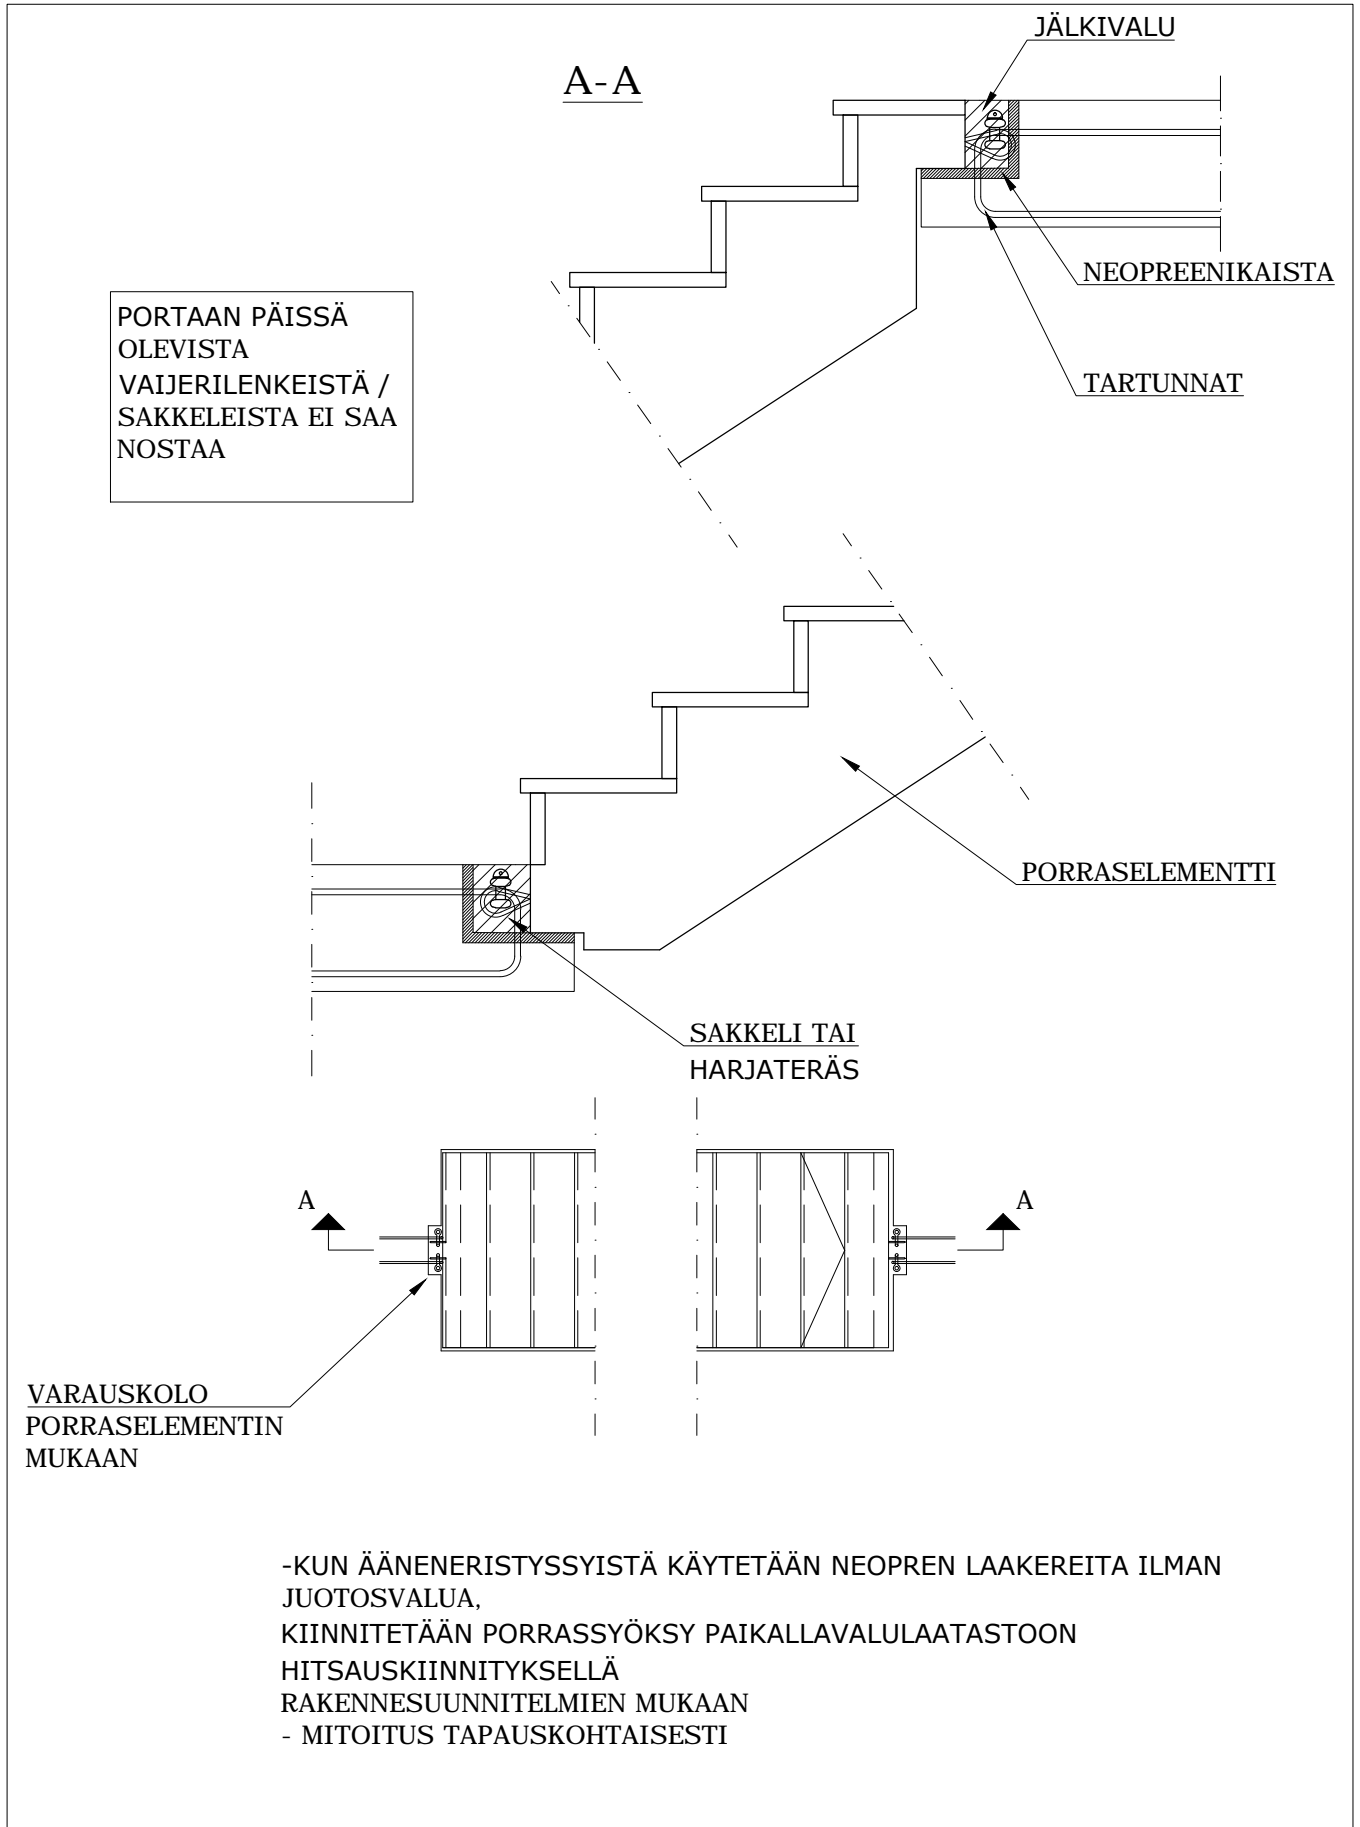 JÄLKIVALU
A-A
NEOPREENIKAISTA
PORTAAN PÄISSÄ
OLEVISTA
VAIJERILENKEISTÄ /
SAKKELEISTA EI SAA
NOSTAA
TARTUNNAT
PORRASELEMENTTI
SAKKELI TAI
HARJATERÄS
A
A
VARAUSKOLO
PORRASELEMENTIN
MUKAAN
-KUN ÄÄNENERISTYSSYISTÄ KÄYTETÄÄN NEOPREN LAAKEREITA ILMAN
JUOTOSVALUA,
KIINNITETÄÄN PORRASSYÖKSY PAIKALLAVALULAATASTOON
HITSAUSKIINNITYKSELLÄ
RAKENNESUUNNITELMIEN MUKAAN
- MITOITUS TAPAUSKOHTAISESTI